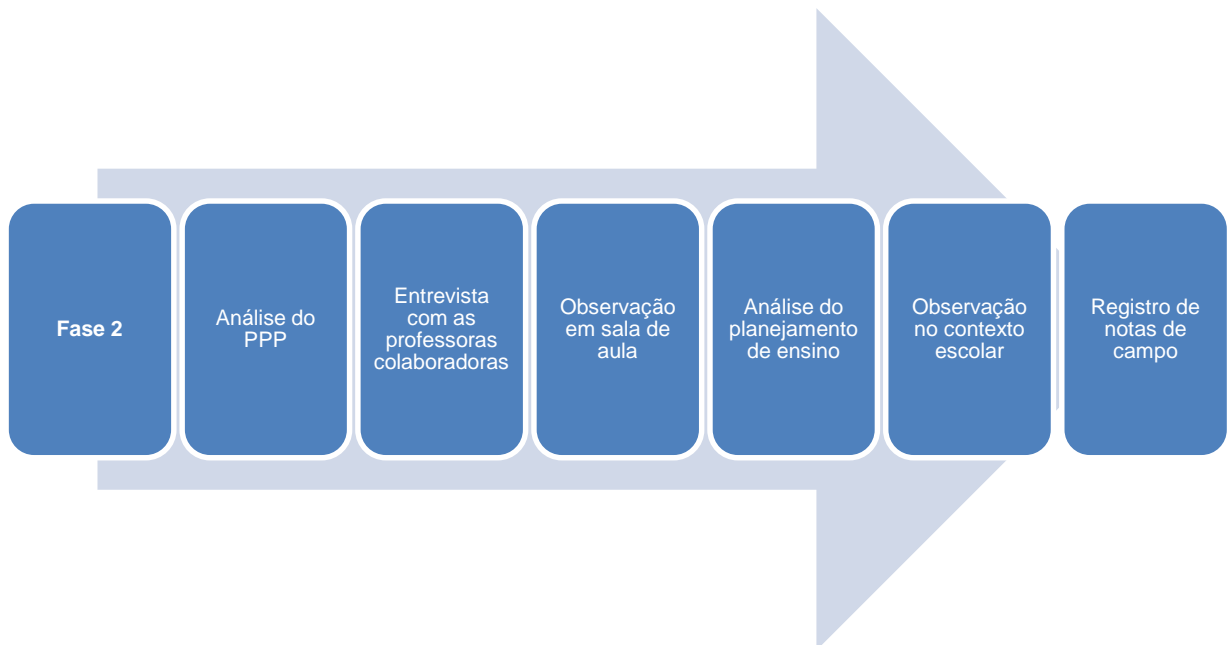 Fase 2
Análise do
PPP
Entrevista
com as
professoras
colaboradoras
Observação
em sala de
aula
Análise do
planejamento
de ensino
Observação
no contexto
escolar
Registro de
notas de
campo